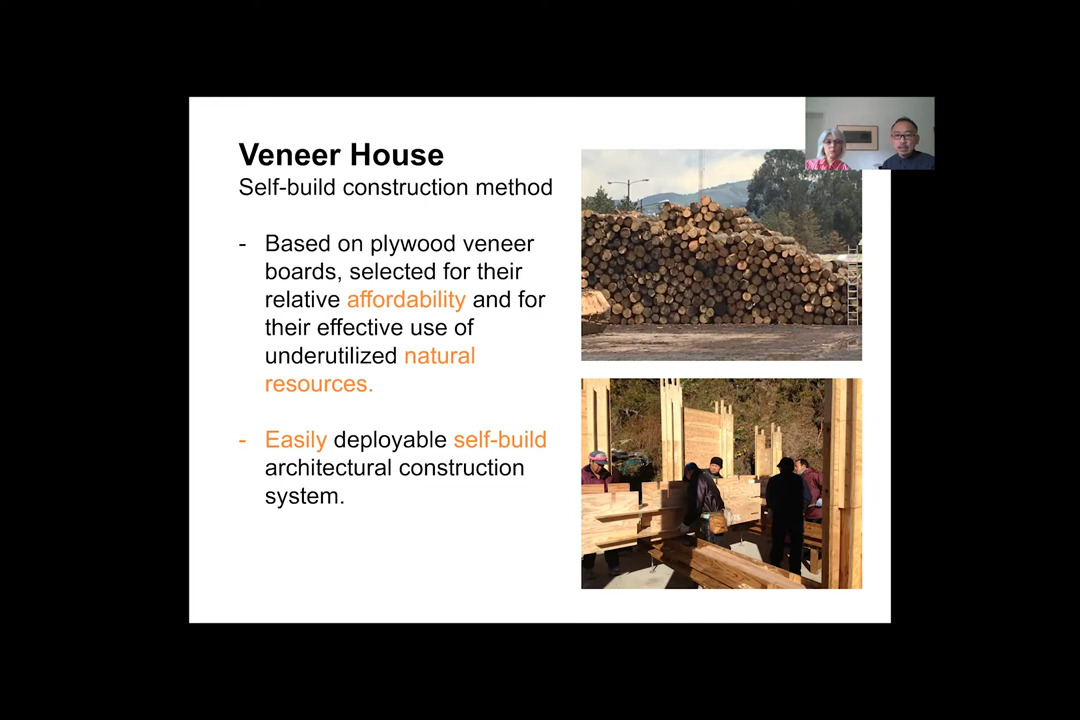 Veneer House
Self-build construction method
- Based on plywood veneer
boards, selected for their
relative affordability and for
their effective use of
underutilized natural
resources.
- Easily deployable self-build
architectural construction
system.